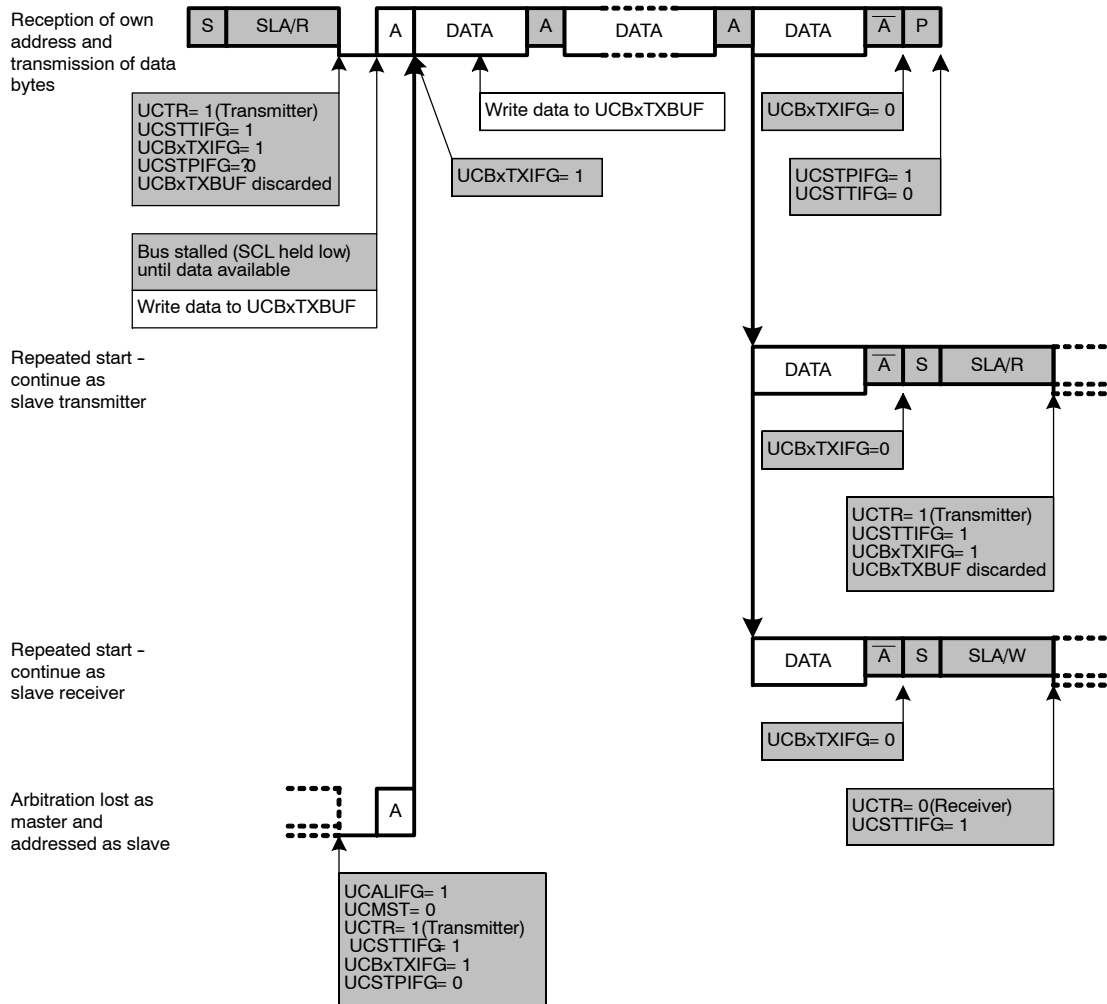 Reception of own
address and
transmission of data
bytes
S SLA/R A DATA A DATA A DATA A P
UCTR= 1(Transmitter)
UCSTTIFG= 1
UCBxTXIFG= 1
UCSTPIFG=?0
UCBxTXBUF discarded
Write data to UCBxTXBUF
UCBxTXIFG= 1
UCBxTXIFG= 0
UCSTPIFG= 1
UCSTTIFG= 0
Bus stalled (SCL held low)
until data available
Write data to UCBxTXBUF
Repeated start -
continue as
slave transmitter
DATA A S SLA/R
UCBxTXIFG=0
UCTR= 1(Transmitter)
UCSTTIFG= 1
UCBxTXIFG= 1
UCBxTXBUF discarded
Repeated start -
continue as
slave receiver
DATA A S SLA/W
UCBxTXIFG= 0
UCTR= 0(Receiver)
UCSTTIFG= 1
Arbitration lost as
master and
addressed as slave
A
UCALIFG= 1
UCMST= 0
UCTR= 1(Transmitter)
UCSTTIFG= 1
UCBxTXIFG= 1
UCSTPIFG= 0